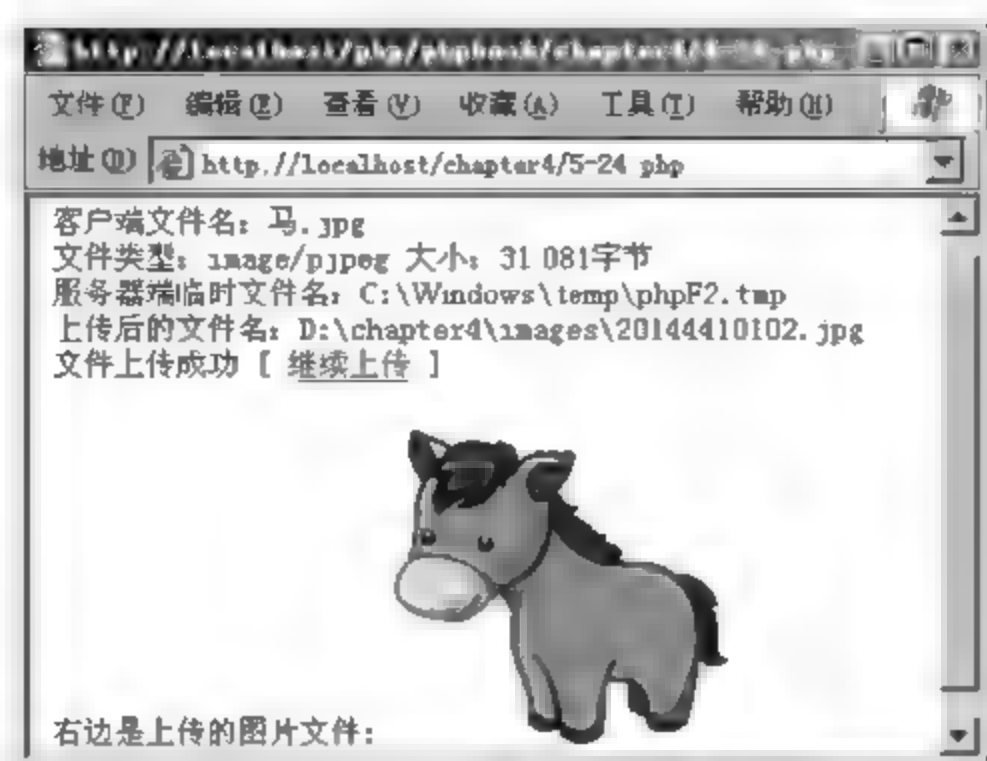 文件(F) 编辑(E) 查看(V) 收藏(A) 工具(T) 帮助(H)
地址(D) http://localhost/chapter4/5-24 php
客户端文件名：马.jpg
文件类型：image/pjpeg 大小：31 081字节
服务器端临时文件名：C:\Windows\temp\phpF2.tmp
上传后的文件名：D:\chapter4\images\20144410102.jpg
文件上传成功 [ 继续上传 ]
右边是上传的图片文件：